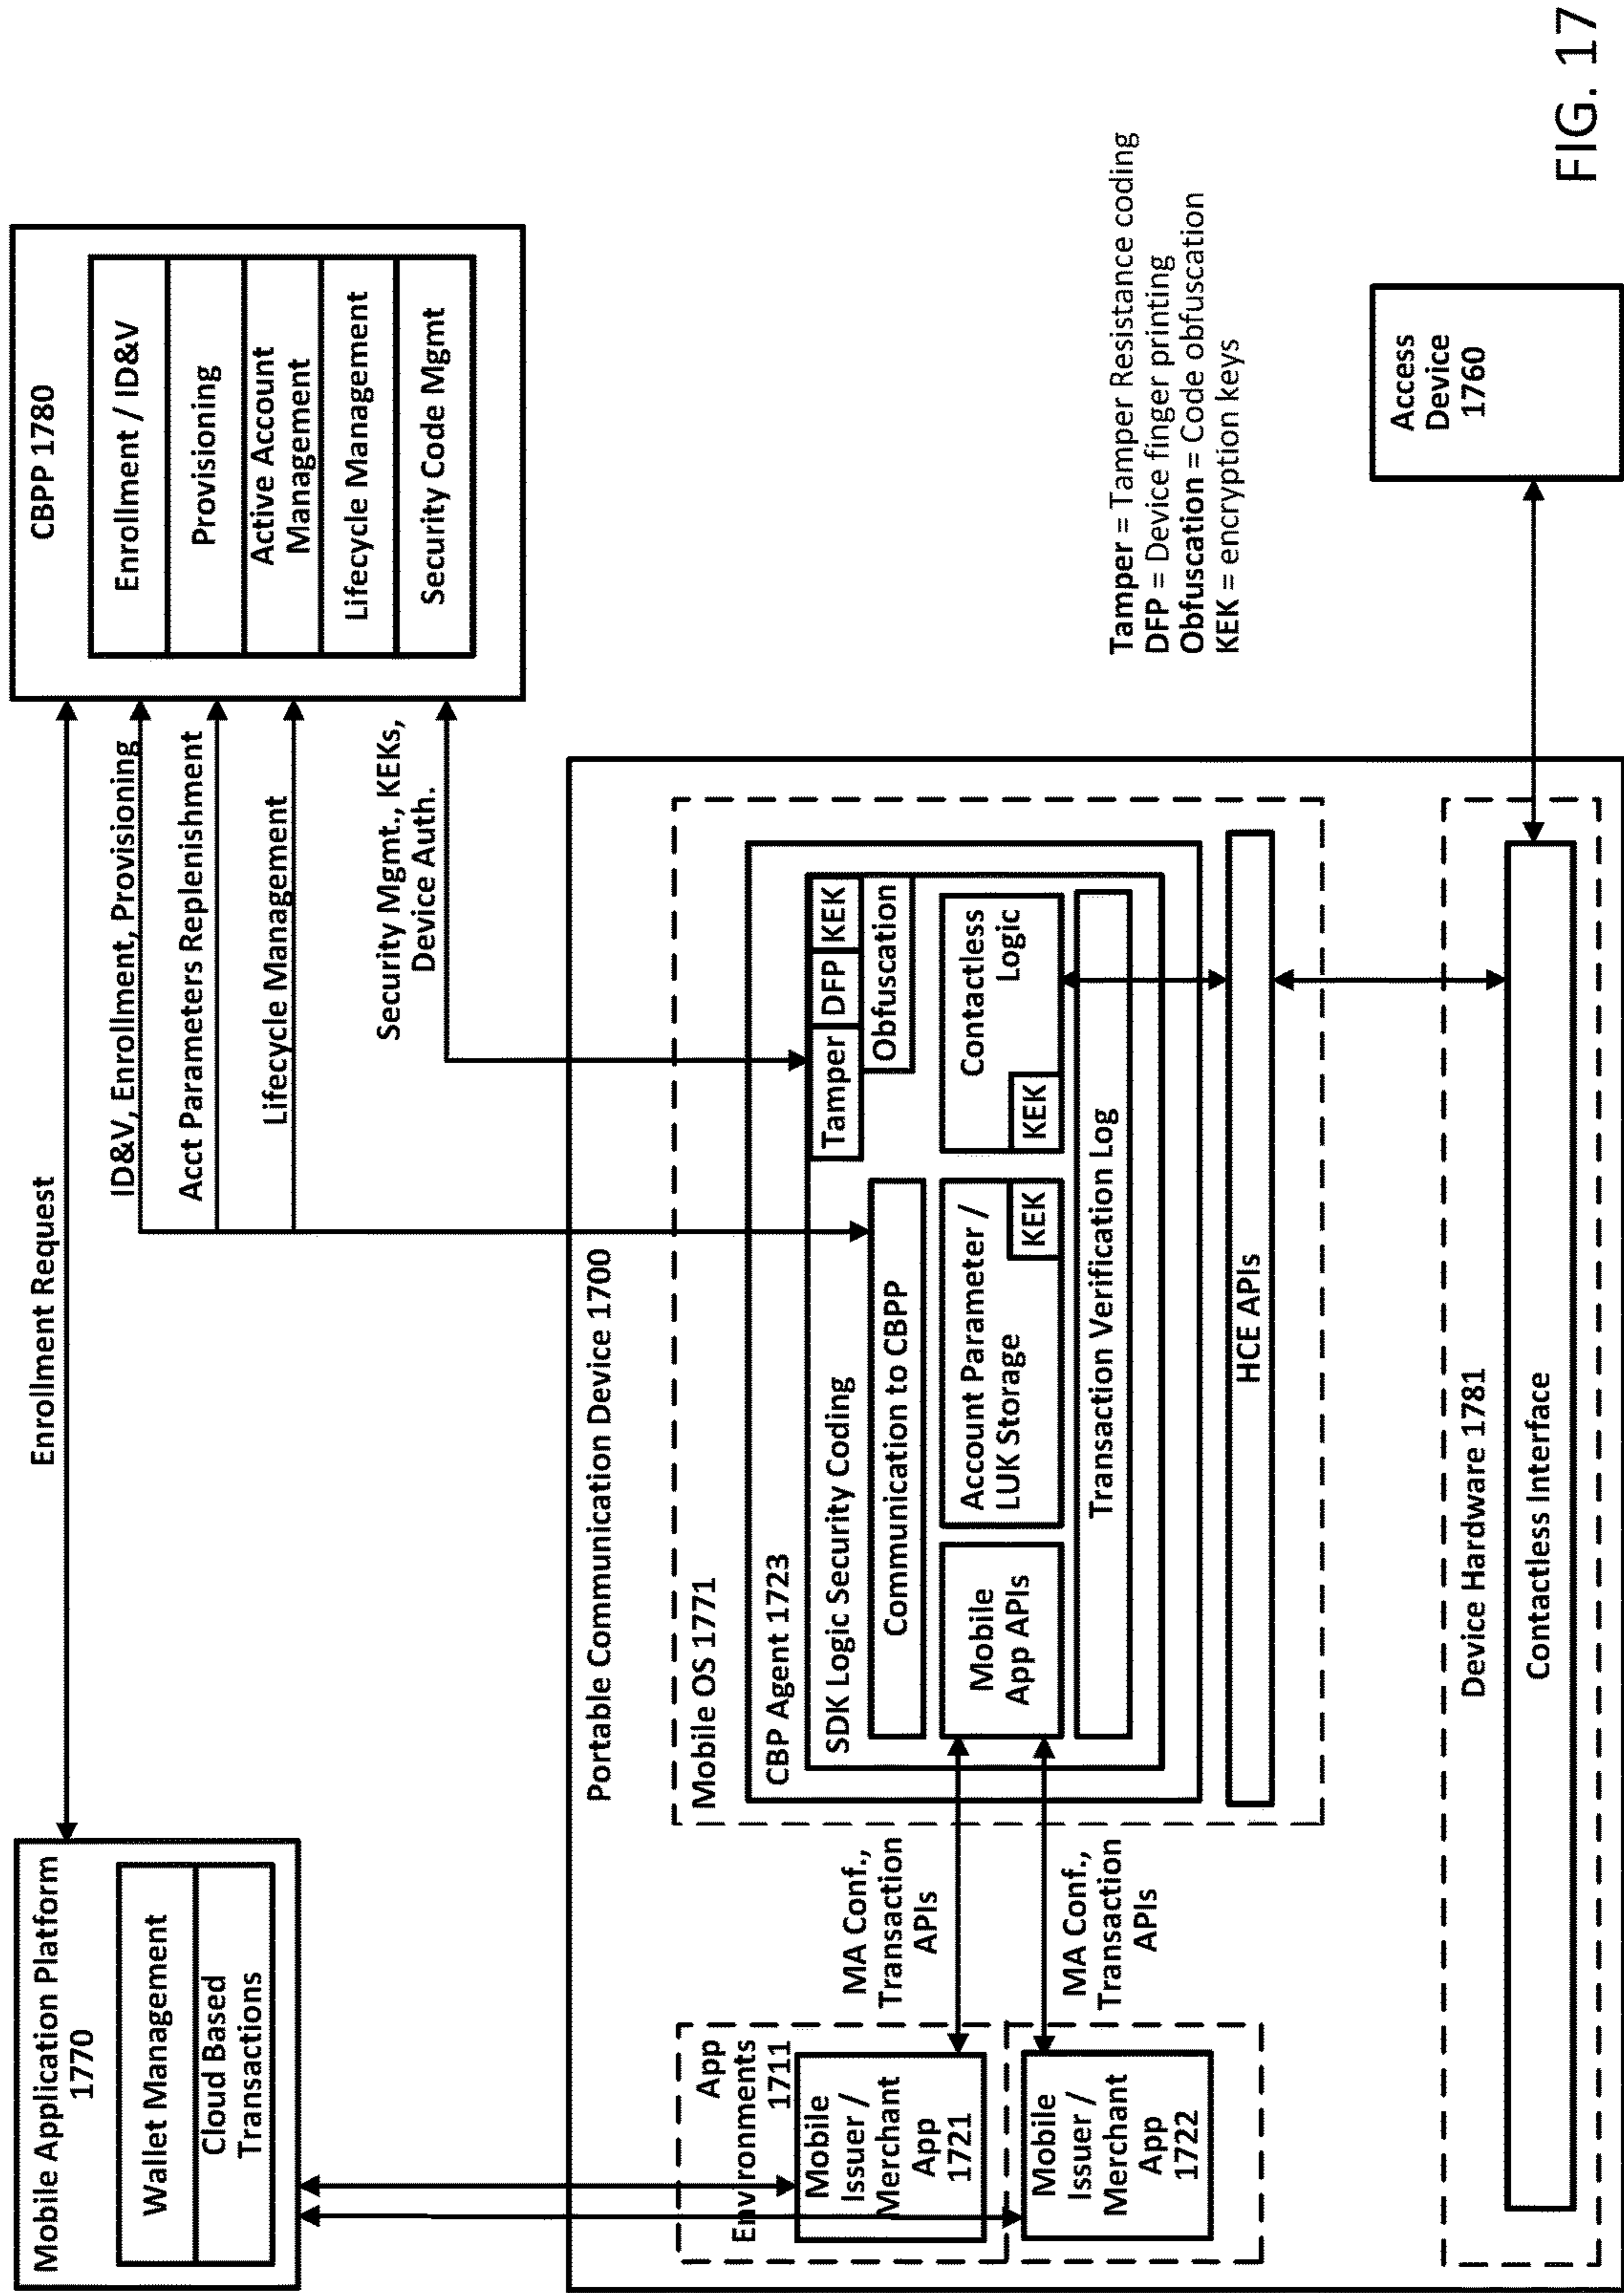 Mobile Application Platform
1770
Wallet Management
Cloud Based
Transactions
Enrollment Request
CBPP 1780
Enrollment / ID&V
Provisioning
Active Account
Management
Lifecycle Management
Security Code Mgmt
ID&V, Enrollment, Provisioning
Acct Parameters Replenishment
Lifecycle Management
Security Mgmt., KEKs,
Device Auth.
Portable Communication Device 1700
App
Environments
1711
Mobile
Issuer /
Merchant
App
1721
Mobile
Issuer /
Merchant
App
1722
MA Conf.,
Transaction
APIs
MA Conf.,
Transaction
APIs
Mobile OS 1771
CBP Agent 1723
SDK Logic Security Coding
Tamper
DFP
KEK
Obfuscation
Communication to CBPP
Mobile
App APIs
Account Parameter /
LUK Storage
KEK
Contactless
Logic
KEK
Transaction Verification Log
HCE APIs
Device Hardware 1781
Contactless Interface
Tamper = Tamper Resistance coding
DFP = Device finger printing
Obfuscation = Code obfuscation
KEK = encryption keys
Access
Device
1760
FIG. 17